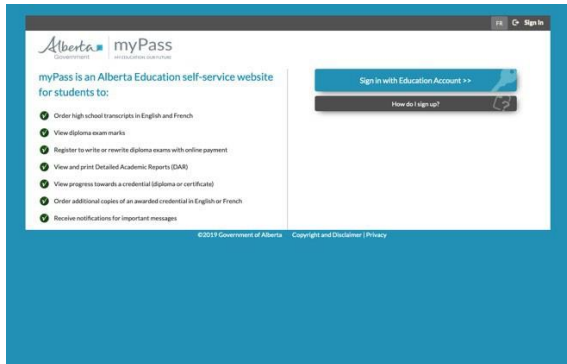 FR Sign In
Alberta Government
myPass
MY EDUCATION OUR FUTURE
myPass is an Alberta Education self-service website
for students to:
Order high school transcripts in English and French
View diploma exam marks
Register to write or rewrite diploma exams with online payment
View and print Detailed Academic Reports (DAR)
View progress towards a credential (diploma or certificate)
Order additional copies of an awarded credential in English or French
Receive notifications for important messages
Sign in with Education Account >>
How do I sign up?
©2019 Government of Alberta Copyright and Disclaimer | Privacy